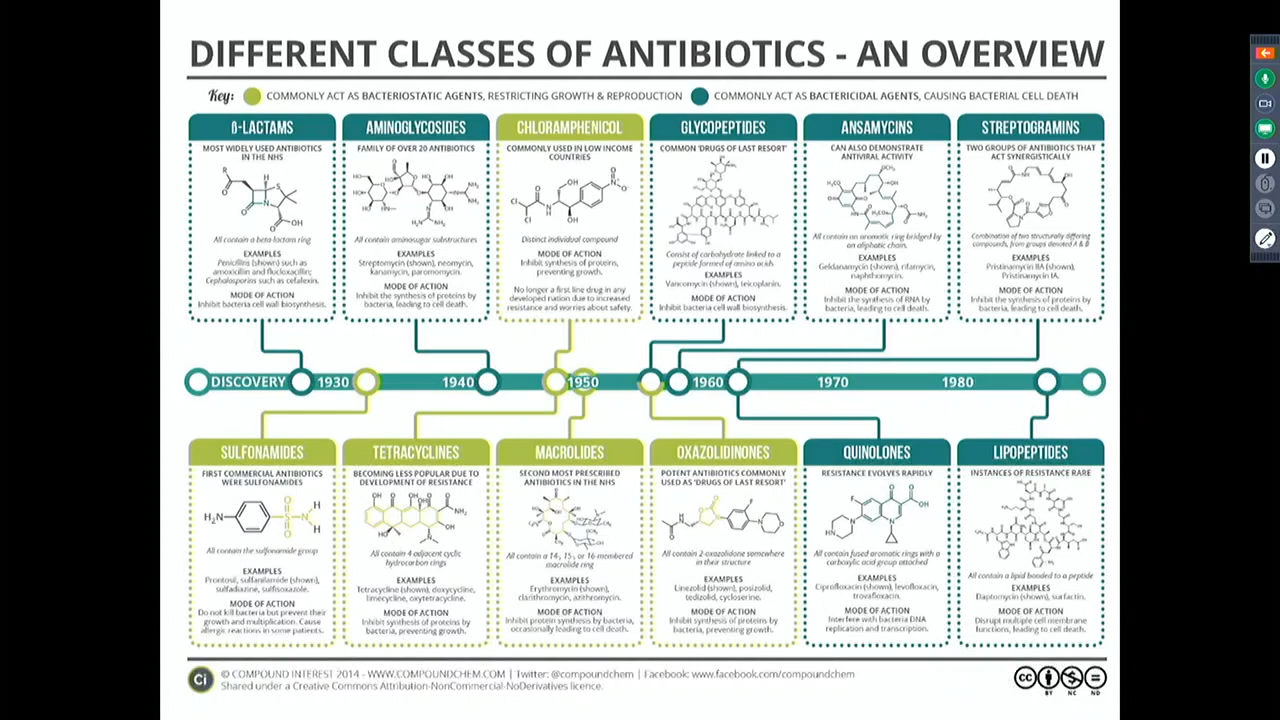 DIFFERENT CLASSES OF ANTIBIOTICS - AN OVERVIEW
Key: COMMONLY ACT AS BACTERIOSTATIC AGENTS, RESTRICTING GROWTH & REPRODUCTION COMMONLY ACT AS BACTERICIDAL AGENTS, CAUSING BACTERIAL CELL DEATH
β-LACTAMS
MOST WIDELY USED ANTIBIOTICS
IN THE NHS
All contain a beta-lactam ring
EXAMPLES
Penicillins (shown) such as
amoxicillin and flucloxacillin;
Cephalosporins such as cefalexin.
MODE OF ACTION
Inhibit bacteria cell wall biosynthesis.
AMINOGLYCOSIDES
FAMILY OF OVER 20 ANTIBIOTICS
All contain aminosugar substructures
EXAMPLES
Streptomycin (shown), neomycin,
kanamycin, paromomycin.
MODE OF ACTION
Inhibit the synthesis of proteins by
bacteria, leading to cell death.
CHLORAMPHENICOL
COMMONLY USED IN LOW INCOME
COUNTRIES
Distinct individual compound
MODE OF ACTION
Inhibit synthesis of proteins,
preventing growth.
No longer a first line drug in any
developed nation due to increased
resistance and worries about safety.
GLYCOPEPTIDES
COMMON 'DRUGS OF LAST RESORT'
Consist of carbohydrate linked to a
peptide formed of amino acids
EXAMPLES
Vancomycin (shown), teicoplanin.
MODE OF ACTION
Inhibit bacteria cell wall biosynthesis.
ANSAMYCINS
CAN ALSO DEMONSTRATE
ANTIVIRAL ACTIVITY
All contain an aromatic ring bridged by
an aliphatic chain.
EXAMPLES
Geldanamycin (shown), rifamycin,
naphthomycin.
MODE OF ACTION
Inhibit the synthesis of RNA by
bacteria, leading to cell death.
STREPTOGRAMINS
TWO GROUPS OF ANTIBIOTICS THAT
ACT SYNERGISTICALLY
Combination of two structurally differing
compounds, from groups denoted A & B
EXAMPLES
Pristinamycin IIA (shown),
Pristinamycin IA.
MODE OF ACTION
Inhibit the synthesis of proteins by
bacteria, leading to cell death.
DISCOVERY 1930 1940 1950 1960 1970 1980
SULFONAMIDES
FIRST COMMERCIAL ANTIBIOTICS
WERE SULFONAMIDES
H₂N S O O N H H
All contain the sulfonamide group
EXAMPLES
Prontosil, sulfanilamide (shown),
sulfadiazine, sulfisoxazole.
MODE OF ACTION
Do not kill bacteria but prevent their
growth and multiplication. Cause
allergic reactions in some patients.
TETRACYCLINES
BECOMING LESS POPULAR DUE TO
DEVELOPMENT OF RESISTANCE
All contain 4 adjacent cyclic
hydrocarbon rings
EXAMPLES
Tetracycline (shown), doxycycline,
limecycline, oxytetracycline.
MODE OF ACTION
Inhibit synthesis of proteins by
bacteria, preventing growth.
MACROLIDES
SECOND MOST PRESCRIBED
ANTIBIOTICS IN THE NHS
All contain a 14-, 15-, or 16-membered
macrolide ring
EXAMPLES
Erythromycin (shown),
clarithromycin, azithromycin.
MODE OF ACTION
Inhibit protein synthesis by bacteria,
occasionally leading to cell death.
OXAZOLIDINONES
POTENT ANTIBIOTICS COMMONLY
USED AS 'DRUGS OF LAST RESORT'
All contain 2-oxazolidone somewhere
in their structure
EXAMPLES
Linezolid (shown), posizolid,
tedizolid, cycloserine.
MODE OF ACTION
Inhibit synthesis of proteins by
bacteria, preventing growth.
QUINOLONES
RESISTANCE EVOLVES RAPIDLY
All contain fused aromatic rings with a
carboxylic acid group attached
EXAMPLES
Ciprofloxacin (shown), levofloxacin,
trovafloxacin.
MODE OF ACTION
Interfere with bacteria DNA
replication and transcription.
LIPOPEPTIDES
INSTANCES OF RESISTANCE RARE
All contain a lipid bonded to a peptide
EXAMPLES
Daptomycin (shown), surfactin.
MODE OF ACTION
Disrupt multiple cell membrane
functions, leading to cell death.
Ci
© COMPOUND INTEREST 2014 - WWW.COMPOUNDCHEM.COM | Twitter: @compoundchem | Facebook: www.facebook.com/compoundchem
Shared under a Creative Commons Attribution-NonCommercial-NoDerivatives licence.
CC BY NC ND